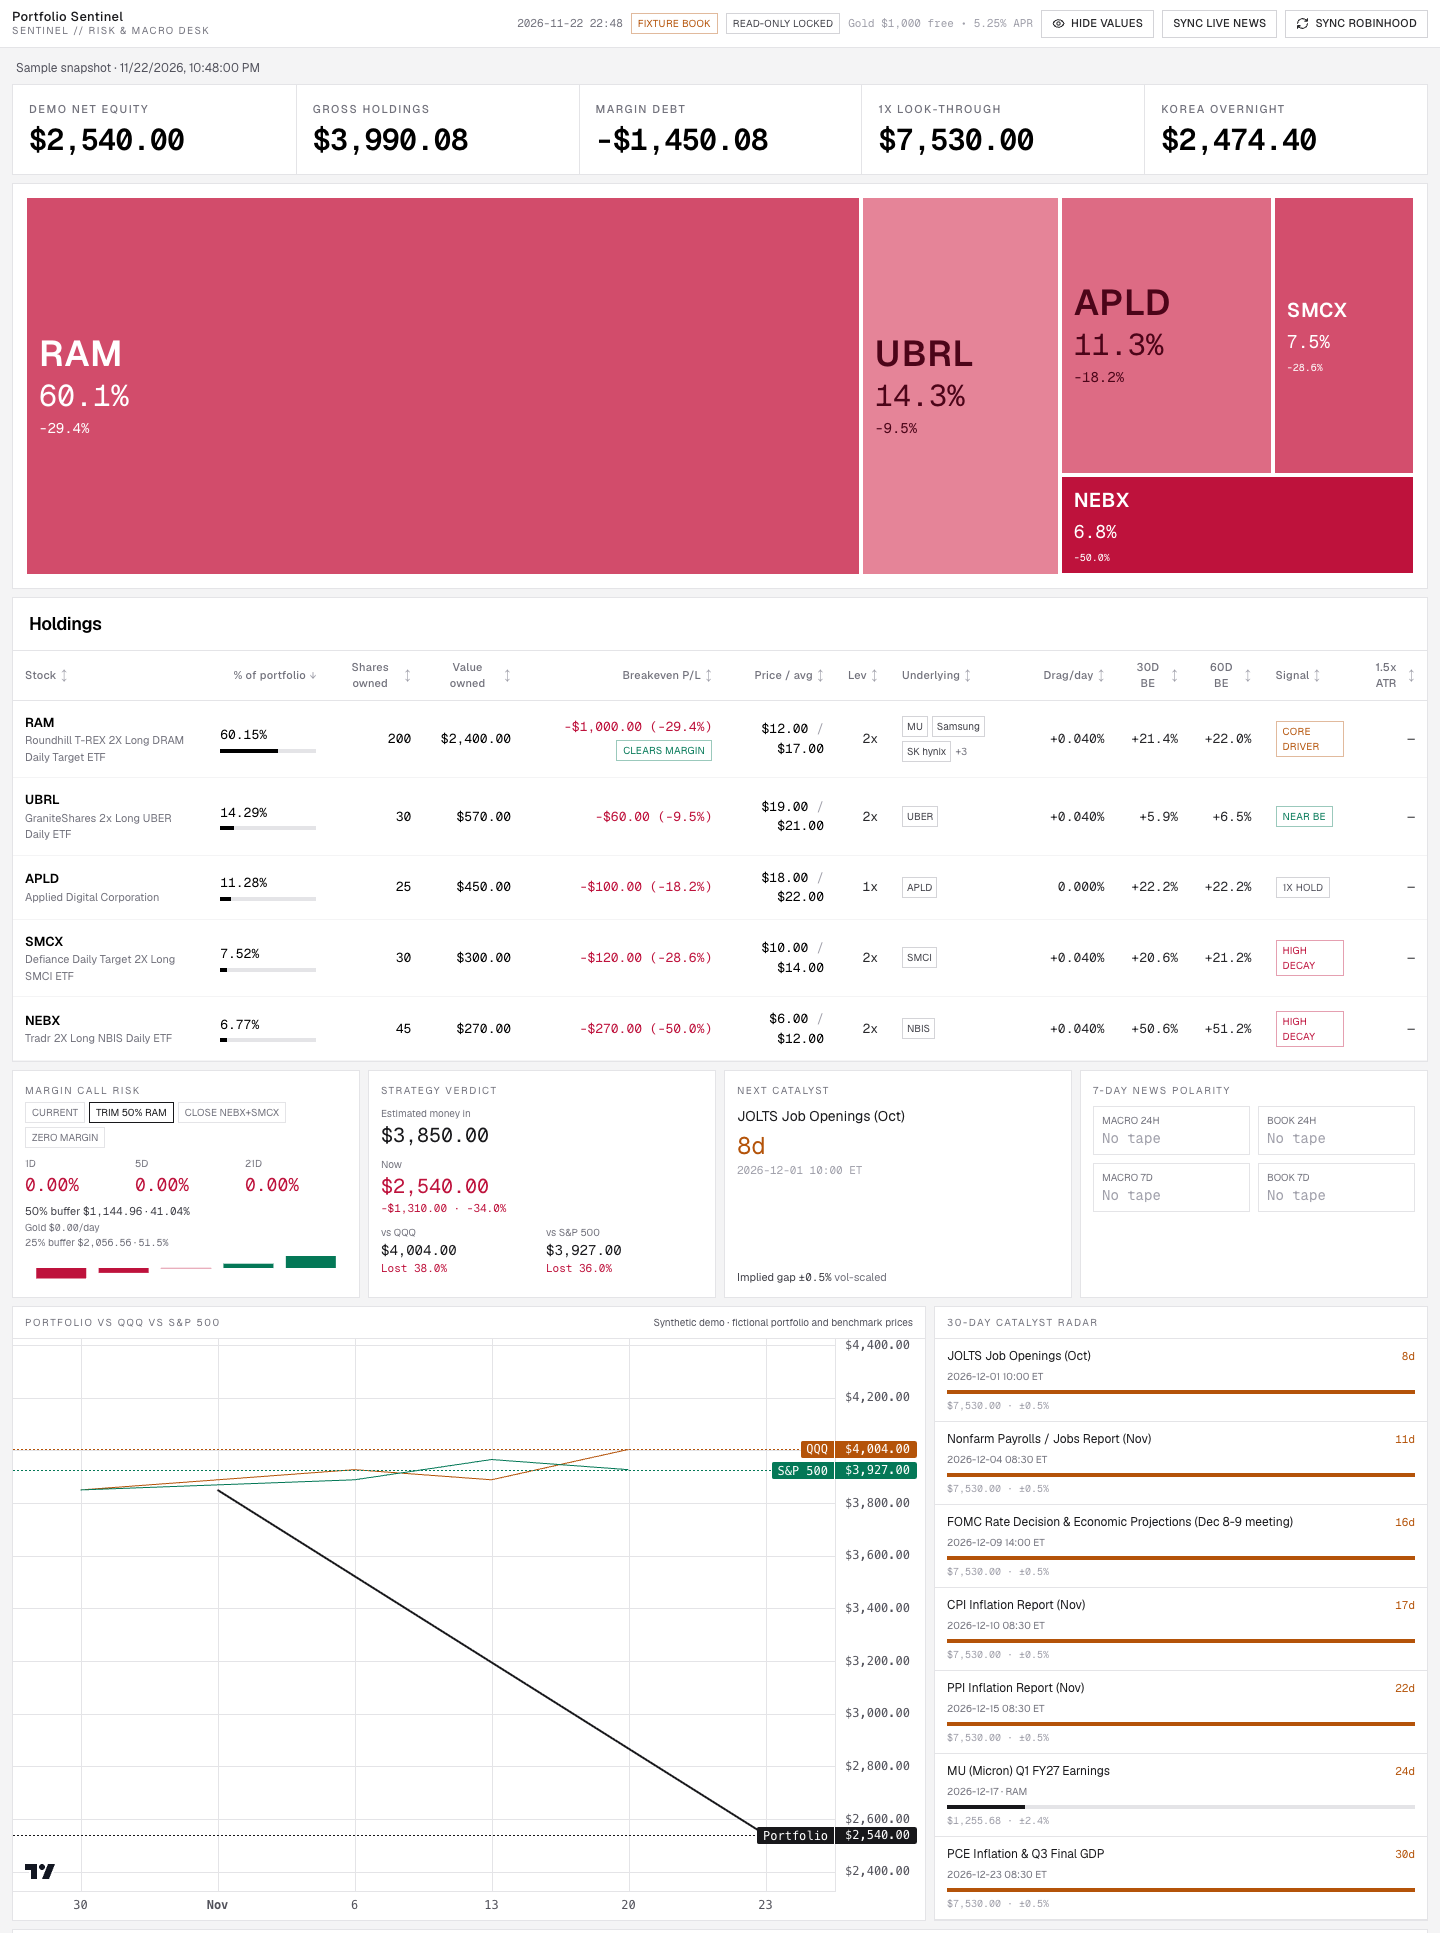 Portfolio Sentinel
SENTINEL // RISK & MACRO DESK
2026-11-22 22:48
FIXTURE BOOK
READ-ONLY LOCKED
Gold $1,000 free • 5.25% APR
HIDE VALUES
SYNC LIVE NEWS
SYNC ROBINHOOD
Sample snapshot · 11/22/2026, 10:48:00 PM
DEMO NET EQUITY
$2,540.00
GROSS HOLDINGS
$3,990.08
MARGIN DEBT
-$1,450.08
1X LOOK-THROUGH
$7,530.00
KOREA OVERNIGHT
$2,474.40
RAM
60.1%
-29.4%
UBRL
14.3%
-9.5%
APLD
11.3%
-18.2%
SMCX
7.5%
-28.6%
NEBX
6.8%
-50.0%
Holdings
Stock ↕ % of portfolio ↓ Shares owned ↕ Value owned ↕ Breakeven P/L ↕ Price / avg ↕ Lev ↕ Underlying ↕ Drag/day ↕ 30D BE ↕ 60D BE ↕ Signal ↕ 1.5x ATR ↕
RAM
Roundhill T-REX 2X Long DRAM
Daily Target ETF
60.15%
200
$2,400.00
-$1,000.00 (-29.4%)
CLEARS MARGIN
$12.00 /
$17.00
2x
MU Samsung
SK hynix +3
+0.040%
+21.4%
+22.0%
CORE
DRIVER
—
UBRL
GraniteShares 2x Long UBER
Daily ETF
14.29%
30
$570.00
-$60.00 (-9.5%)
$19.00 /
$21.00
2x
UBER
+0.040%
+5.9%
+6.5%
NEAR BE
—
APLD
Applied Digital Corporation
11.28%
25
$450.00
-$100.00 (-18.2%)
$18.00 /
$22.00
1x
APLD
0.000%
+22.2%
+22.2%
1X HOLD
—
SMCX
Defiance Daily Target 2X Long
SMCI ETF
7.52%
30
$300.00
-$120.00 (-28.6%)
$10.00 /
$14.00
2x
SMCI
+0.040%
+20.6%
+21.2%
HIGH
DECAY
—
NEBX
Tradr 2X Long NBIS Daily ETF
6.77%
45
$270.00
-$270.00 (-50.0%)
$6.00 /
$12.00
2x
NBIS
+0.040%
+50.6%
+51.2%
HIGH
DECAY
—
MARGIN CALL RISK
CURRENT
TRIM 50% RAM
CLOSE NEBX+SMCX
ZERO MARGIN
1D 5D 21D
0.00% 0.00% 0.00%
50% buffer $1,144.96 · 41.04%
Gold $0.00/day
25% buffer $2,056.56 · 51.5%
STRATEGY VERDICT
Estimated money in
$3,850.00
Now
$2,540.00
-$1,310.00 · -34.0%
vs QQQ
$4,004.00
Lost 38.0%
vs S&P 500
$3,927.00
Lost 36.0%
NEXT CATALYST
JOLTS Job Openings (Oct)
8d
2026-12-01 10:00 ET
Implied gap ±0.5% vol-scaled
7-DAY NEWS POLARITY
MACRO 24H
No tape
BOOK 24H
No tape
MACRO 7D
No tape
BOOK 7D
No tape
PORTFOLIO VS QQQ VS S&P 500
Synthetic demo · fictional portfolio and benchmark prices
$4,400.00
$4,200.00
QQQ $4,004.00
S&P 500 $3,927.00
$3,800.00
$3,600.00
$3,400.00
$3,200.00
$3,000.00
$2,800.00
$2,600.00
Portfolio $2,540.00
$2,400.00
30 Nov 6 13 20 23
30-DAY CATALYST RADAR
JOLTS Job Openings (Oct) 8d
2026-12-01 10:00 ET
$7,530.00 · ±0.5%
Nonfarm Payrolls / Jobs Report (Nov) 11d
2026-12-04 08:30 ET
$7,530.00 · ±0.5%
FOMC Rate Decision & Economic Projections (Dec 8-9 meeting) 16d
2026-12-09 14:00 ET
$7,530.00 · ±0.5%
CPI Inflation Report (Nov) 17d
2026-12-10 08:30 ET
$7,530.00 · ±0.5%
PPI Inflation Report (Nov) 22d
2026-12-15 08:30 ET
$7,530.00 · ±0.5%
MU (Micron) Q1 FY27 Earnings 24d
2026-12-17 · RAM
$1,255.68 · ±2.4%
PCE Inflation & Q3 Final GDP 30d
2026-12-23 08:30 ET
$7,530.00 · ±0.5%